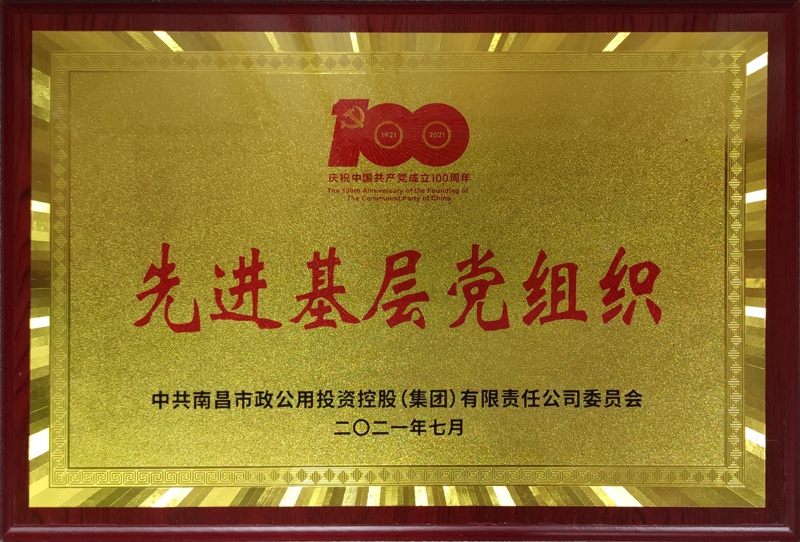 100
1921 2021
庆祝中国共产党成立100周年
The 100th Anniversary of the Founding of
The Communist Party of China
先进基层党组织
中共南昌市政公用投资控股(集团)有限责任公司委员会
二〇二一年七月